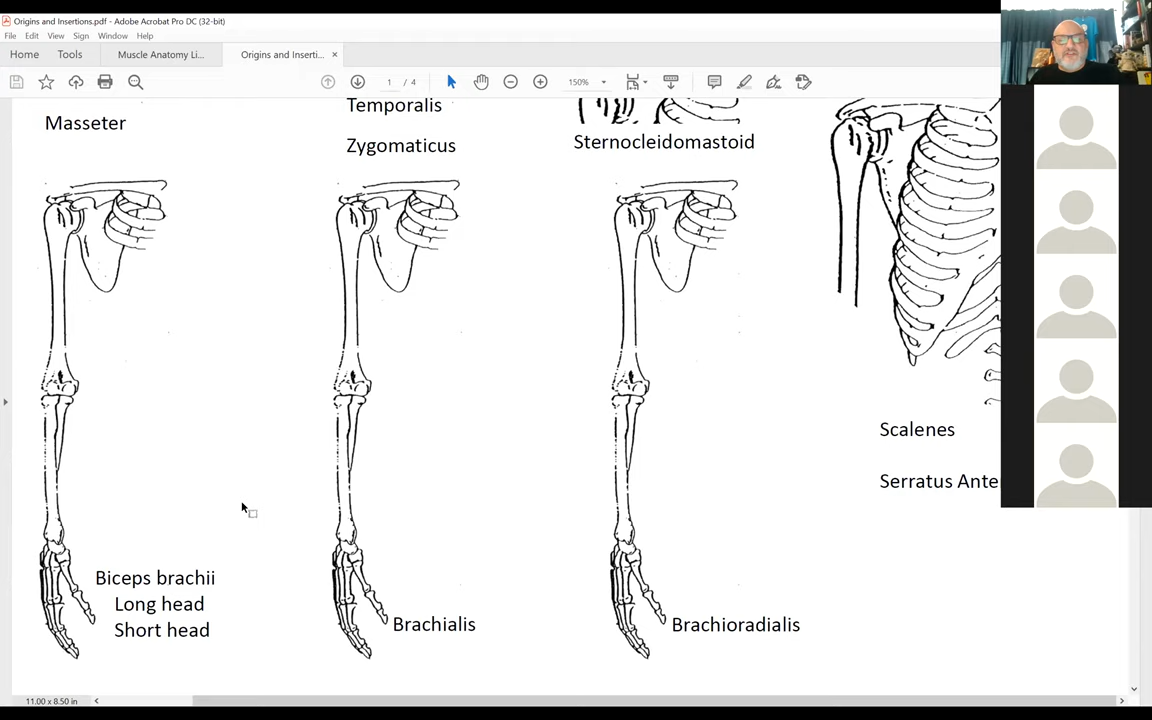 Origins and Insertions.pdf - Adobe Acrobat Pro DC (32-bit)
File Edit View Sign Window Help
Home Tools Muscle Anatomy Li... Origins and Inserti... ×
1 / 4 150%
Masseter
Temporalis
Zygomaticus
Sternocleidomastoid
Scalenes
Serratus Ante
Biceps brachii
Long head
Short head
Brachialis
Brachioradialis
11.00 x 8.50 in